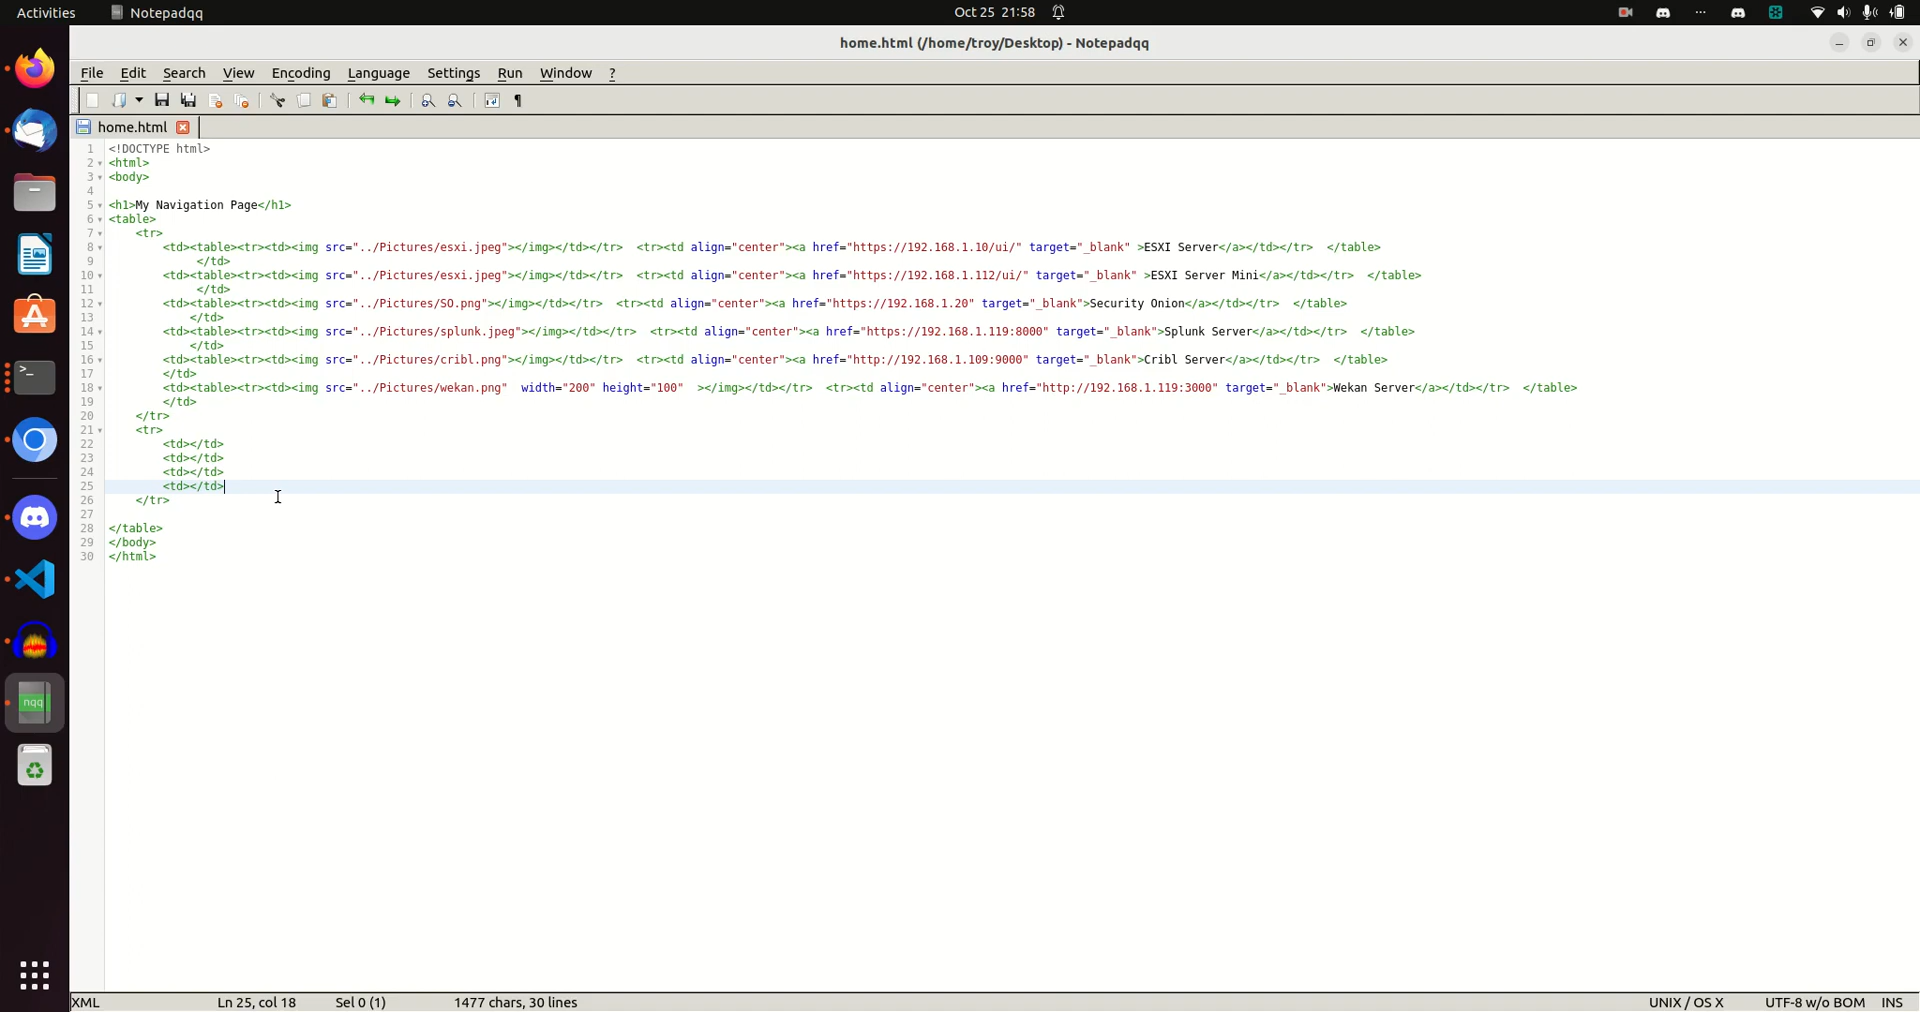 Activities Notepadqq Oct 25 21:58
home.html (/home/troy/Desktop) - Notepadqq
File Edit Search View Encoding Language Settings Run Window ?
home.html
1 <!DOCTYPE html>
2 <html>
3 <body>
4
5 <h1>My Navigation Page</h1>
6 <table>
7 <tr>
8 <td><table><tr><td><img src="../Pictures/esxi.jpeg"></img></td></tr>  <tr><td align="center"><a href="https://192.168.1.10/ui/" target="_blank" >ESXI Server</a></td></tr>  </table>
9 </td>
10 <td><table><tr><td><img src="../Pictures/esxi.jpeg"></img></td></tr>  <tr><td align="center"><a href="https://192.168.1.112/ui/" target="_blank" >ESXI Server Mini</a></td></tr>  </table>
11 </td>
12 <td><table><tr><td><img src="../Pictures/SO.png"></img></td></tr>  <tr><td align="center"><a href="https://192.168.1.20" target="_blank">Security Onion</a></td></tr>  </table>
13 </td>
14 <td><table><tr><td><img src="../Pictures/splunk.jpeg"></img></td></tr>  <tr><td align="center"><a href="https://192.168.1.119:8000" target="_blank">Splunk Server</a></td></tr>  </table>
15 </td>
16 <td><table><tr><td><img src="../Pictures/cribl.png"></img></td></tr>  <tr><td align="center"><a href="http://192.168.1.109:9000" target="_blank">Cribl Server</a></td></tr>  </table>
17 </td>
18 <td><table><tr><td><img src="../Pictures/wekan.png"  width="200" height="100"  ></img></td></tr>  <tr><td align="center"><a href="http://192.168.1.119:3000" target="_blank">Wekan Server</a></td></tr>  </table>
19 </td>
20 </tr>
21 <tr>
22 <td></td>
23 <td></td>
24 <td></td>
25 <td></td>
26 </tr>
27
28 </table>
29 </body>
30 </html>
nqq
XML Ln 25, col 18 Sel 0 (1) 1477 chars, 30 lines UNIX / OS X UTF-8 w/o BOM INS